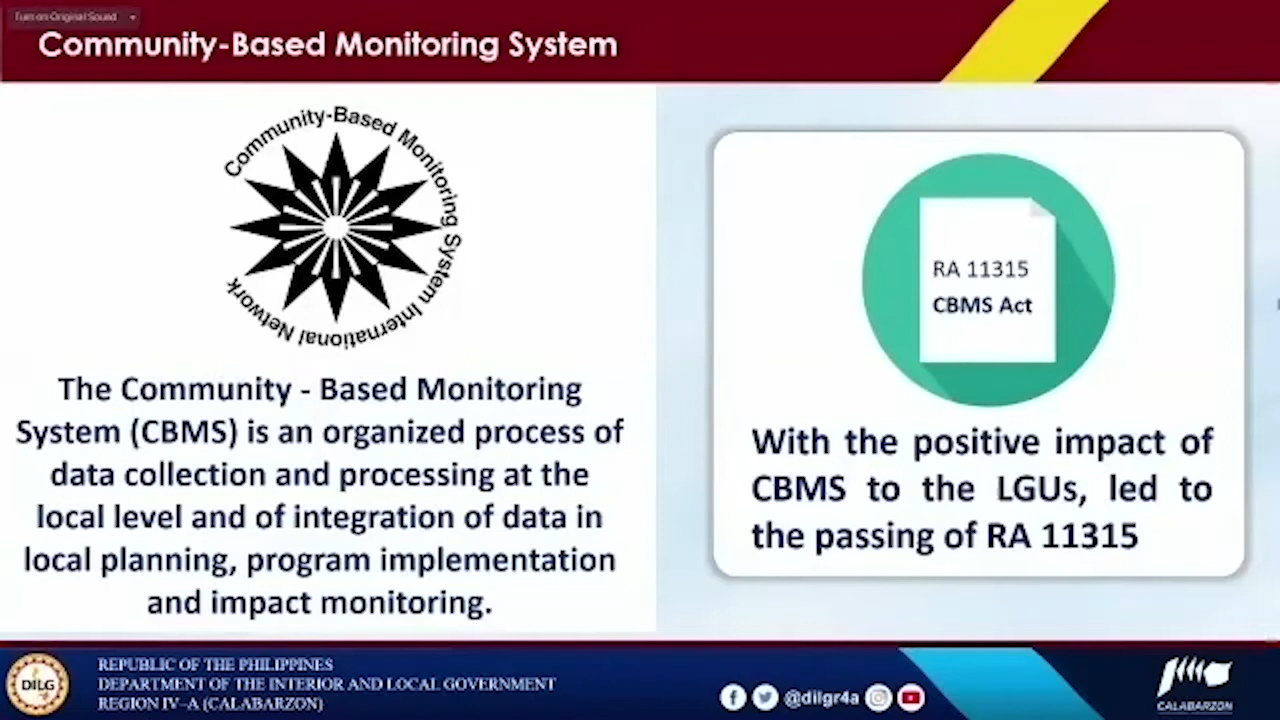 Turn on Original Sound
Community-Based Monitoring System
Community-Based Monitoring System International Network
The Community - Based Monitoring
System (CBMS) is an organized process of
data collection and processing at the
local level and of integration of data in
local planning, program implementation
and impact monitoring.
RA 11315
CBMS Act
With the positive impact of
CBMS to the LGUs, led to
the passing of RA 11315
DILG
REPUBLIC OF THE PHILIPPINES
DEPARTMENT OF THE INTERIOR AND LOCAL GOVERNMENT
REGION IV-A (CALABARZON)
@dilgr4a
CALABARZON